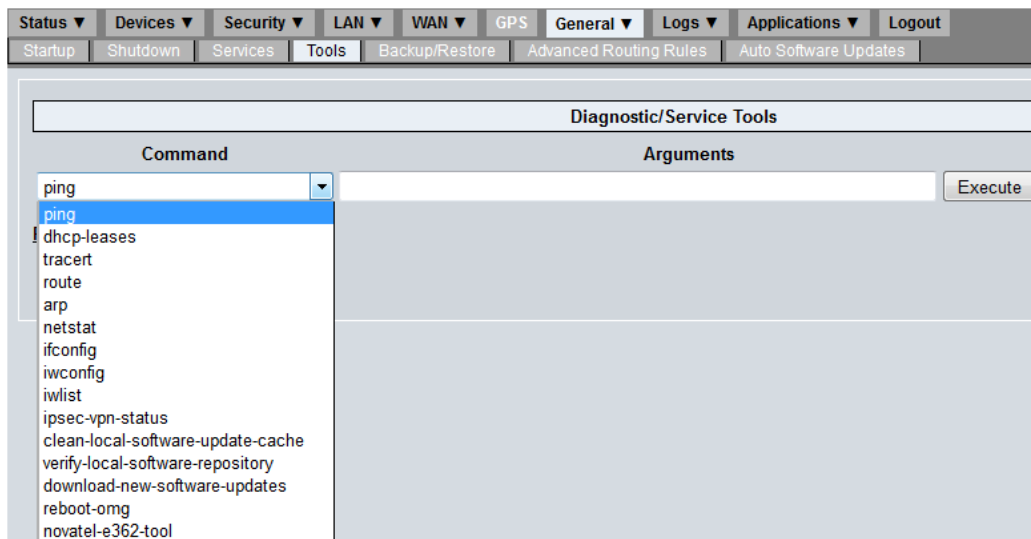 Status ▼ Devices ▼ Security ▼ LAN ▼ WAN ▼ GPS General ▼ Logs ▼ Applications ▼ Logout
Startup Shutdown Services Tools Backup/Restore Advanced Routing Rules Auto Software Updates
Diagnostic/Service Tools
Command Arguments
ping Execute
ping
dhcp-leases
tracert
route
arp
netstat
ifconfig
iwconfig
iwlist
ipsec-vpn-status
clean-local-software-update-cache
verify-local-software-repository
download-new-software-updates
reboot-omg
novatel-e362-tool